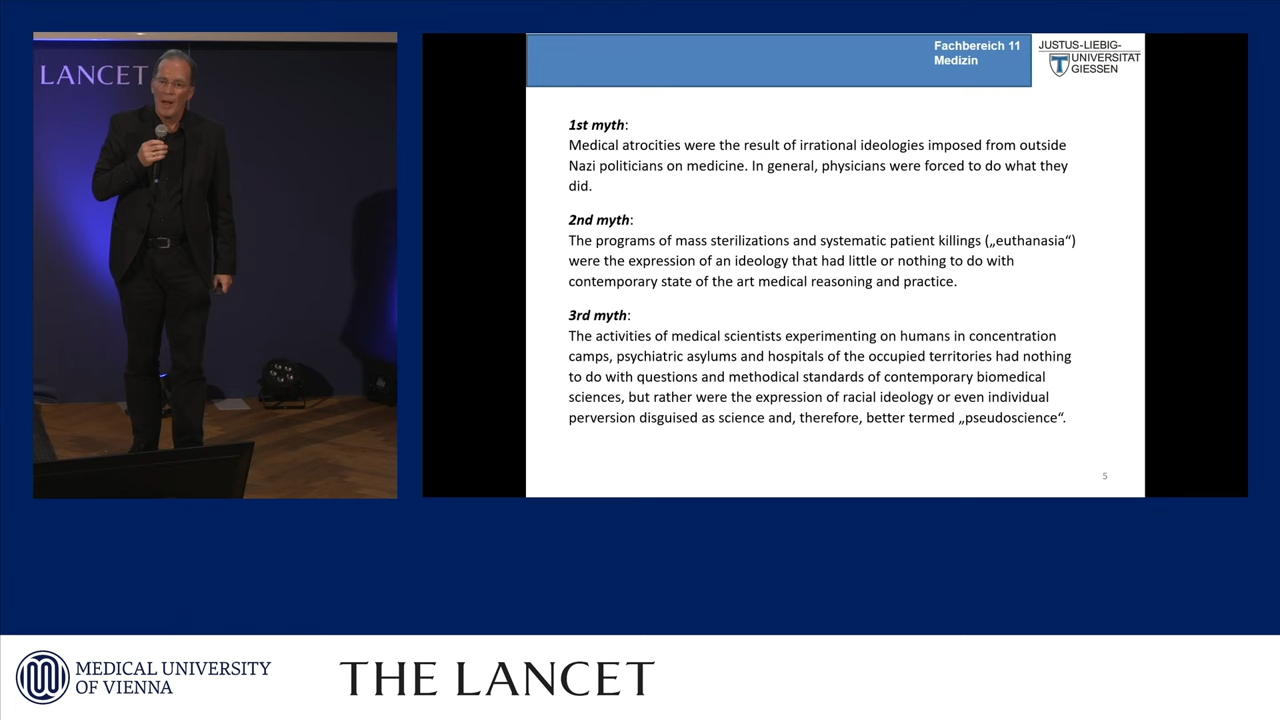 LANCET
Fachbereich 11
Medizin
JUSTUS-LIEBIG-
UNIVERSITÄT
GIESSEN
1st myth:
Medical atrocities were the result of irrational ideologies imposed from outside
Nazi politicians on medicine. In general, physicians were forced to do what they
did.
2nd myth:
The programs of mass sterilizations and systematic patient killings („euthanasia“)
were the expression of an ideology that had little or nothing to do with
contemporary state of the art medical reasoning and practice.
3rd myth:
The activities of medical scientists experimenting on humans in concentration
camps, psychiatric asylums and hospitals of the occupied territories had nothing
to do with questions and methodical standards of contemporary biomedical
sciences, but rather were the expression of racial ideology or even individual
perversion disguised as science and, therefore, better termed „pseudoscience“.
5
MEDICAL UNIVERSITY
OF VIENNA
THE LANCET